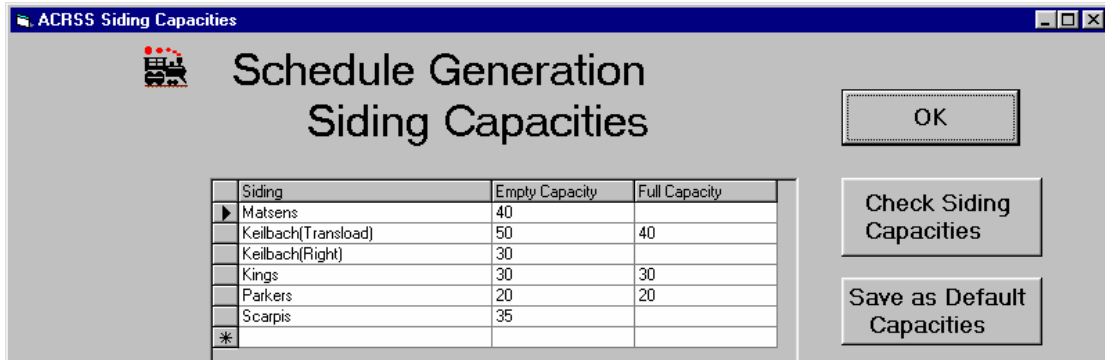 ACRSS Siding Capacities
Schedule Generation
Siding Capacities
OK
Siding Empty Capacity Full Capacity
Matsens 40
Keilbach(Transload) 50 40
Keilbach(Right) 30
Kings 30 30
Parkers 20 20
Scarpis 35
Check Siding
Capacities
Save as Default
Capacities